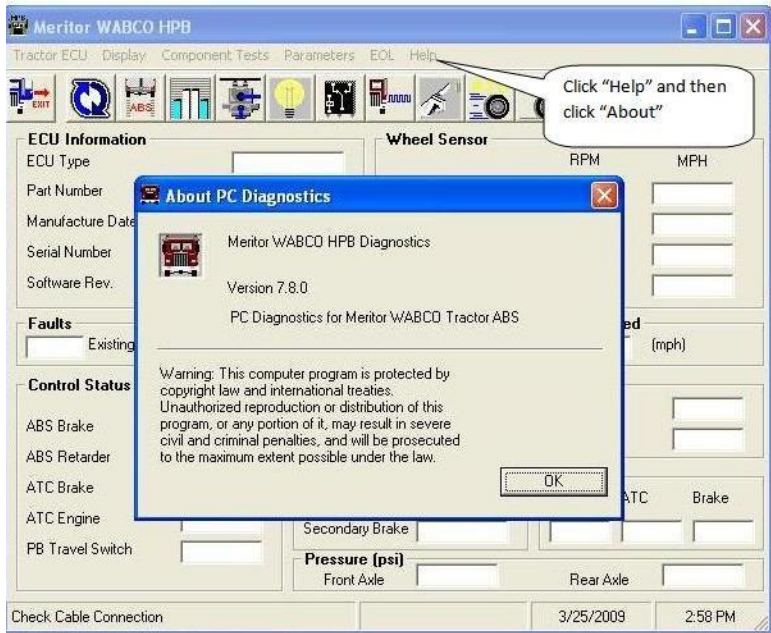 Meritor WABCO HPB
Tractor ECU Display Component Tests Parameters EOL Help
Click “Help” and then
click “About”
EXIT
ABS
ECU Information
Wheel Sensor
ECU Type
RPM MPH
Part Number
Manufacture Date
Serial Number
Software Rev.
About PC Diagnostics
Meritor WABCO HPB Diagnostics
Version 7.8.0
PC Diagnostics for Meritor WABCO Tractor ABS
Warning: This computer program is protected by
copyright law and international treaties.
Unauthorized reproduction or distribution of this
program, or any portion of it, may result in severe
civil and criminal penalties, and will be prosecuted
to the maximum extent possible under the law.
OK
Faults
Existing
ed
(mph)
Control Status
ABS Brake
ABS Retarder
ATC Brake
ATC Engine
PB Travel Switch
ATC Brake
Secondary Brake
Pressure (psi)
Front Axle Rear Axle
Check Cable Connection 3/25/2009 2:58 PM